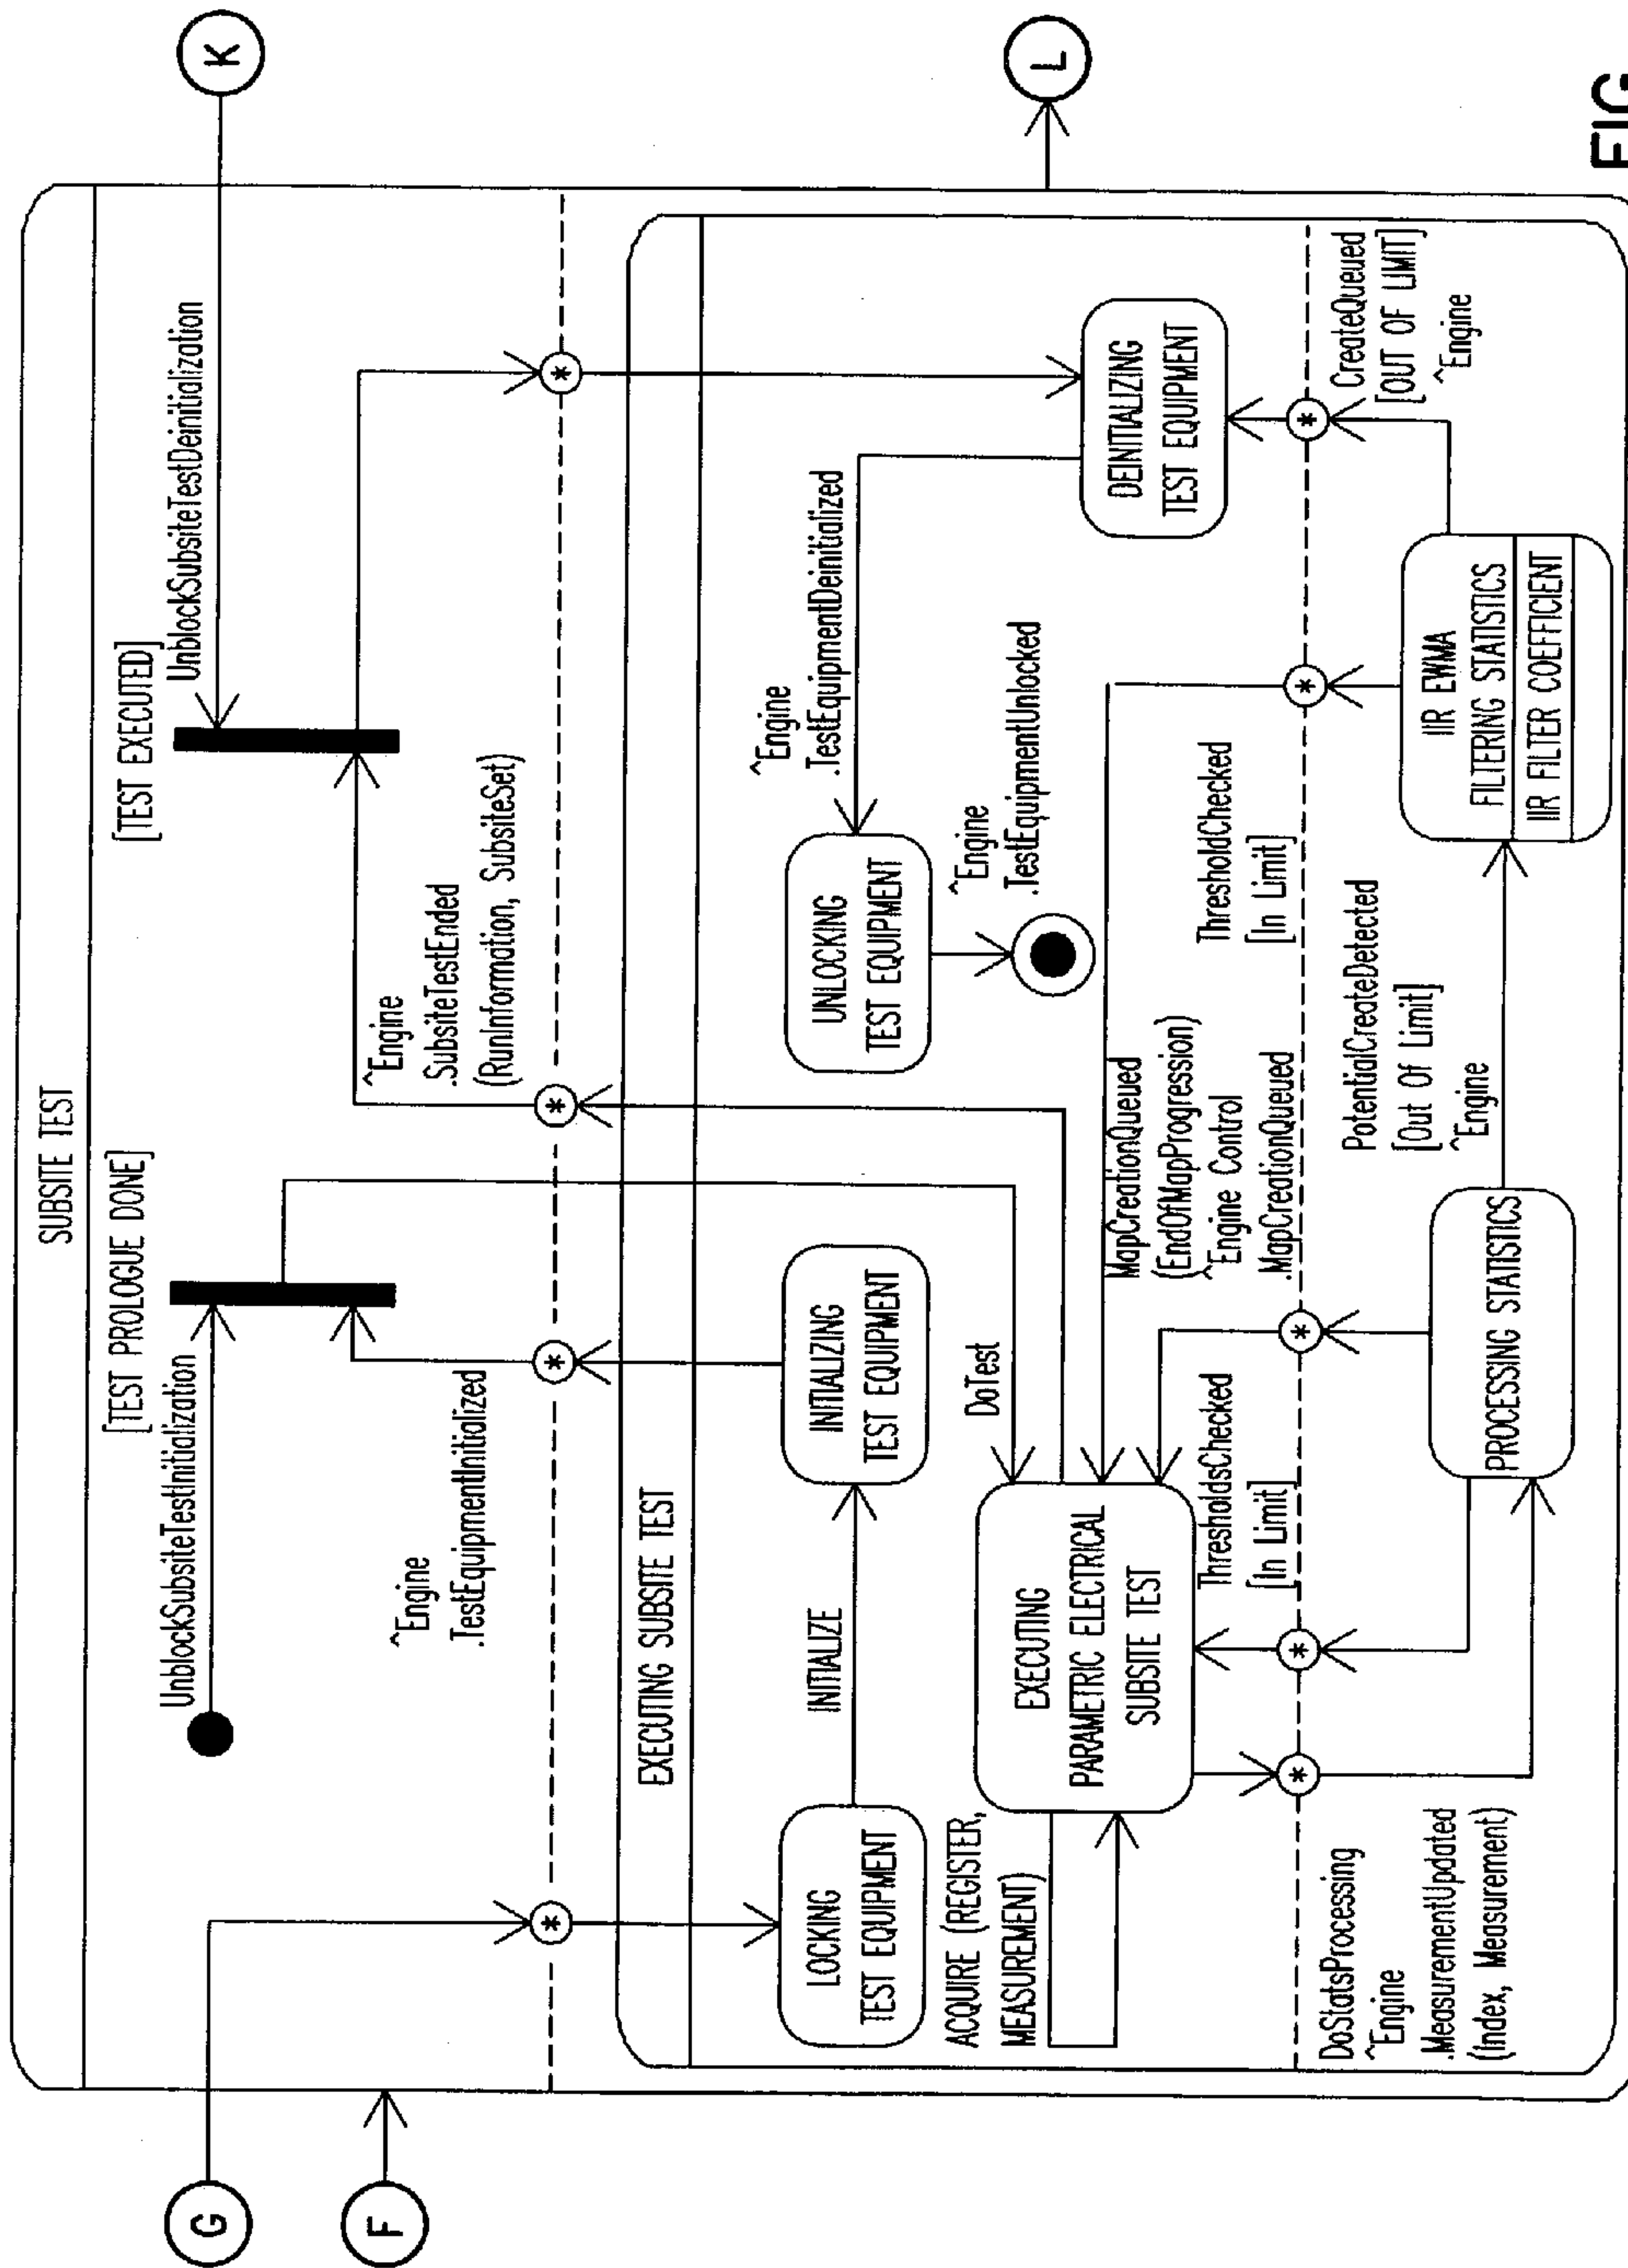 SUBSITE TEST
G
F
K
L
UnblockSubsiteTestInitialization
[TEST PROLOGUE DONE]
[TEST EXECUTED]
UnblockSubsiteTestDeinitialization
^Engine
.TestEquipmentInitialized
^Engine
.SubsiteTestEnded
(RunInformation, SubsiteSet)
*
*
*
*
EXECUTING SUBSITE TEST
LOCKING
TEST EQUIPMENT
INITIALIZE
INITIALIZING
TEST EQUIPMENT
UNLOCKING
TEST EQUIPMENT
^Engine
.TestEquipmentDeinitialized
^Engine
.TestEquipmentUnlocked
ACQUIRE (REGISTER,
MEASUREMENT)
EXECUTING
PARAMETRIC ELECTRICAL
SUBSITE TEST
DoTest
DEINITIALIZING
TEST EQUIPMENT
MapCreationQueued
(EndOfMapProgression)
^Engine Control
.MapCreationQueued
ThresholdsChecked
[In Limit]
ThresholdChecked
[In Limit]
*
*
*
*
*
CreateQueued
[OUT OF LIMIT]
^Engine
DoStatsProcessing
^Engine
.MeasurementUpdated
(Index, Measurement)
PROCESSING STATISTICS
PotentialCreateDetected
[Out Of Limit]
^Engine
IIR EWMA
FILTERING STATISTICS
IIR FILTER COEFFICIENT
FIG